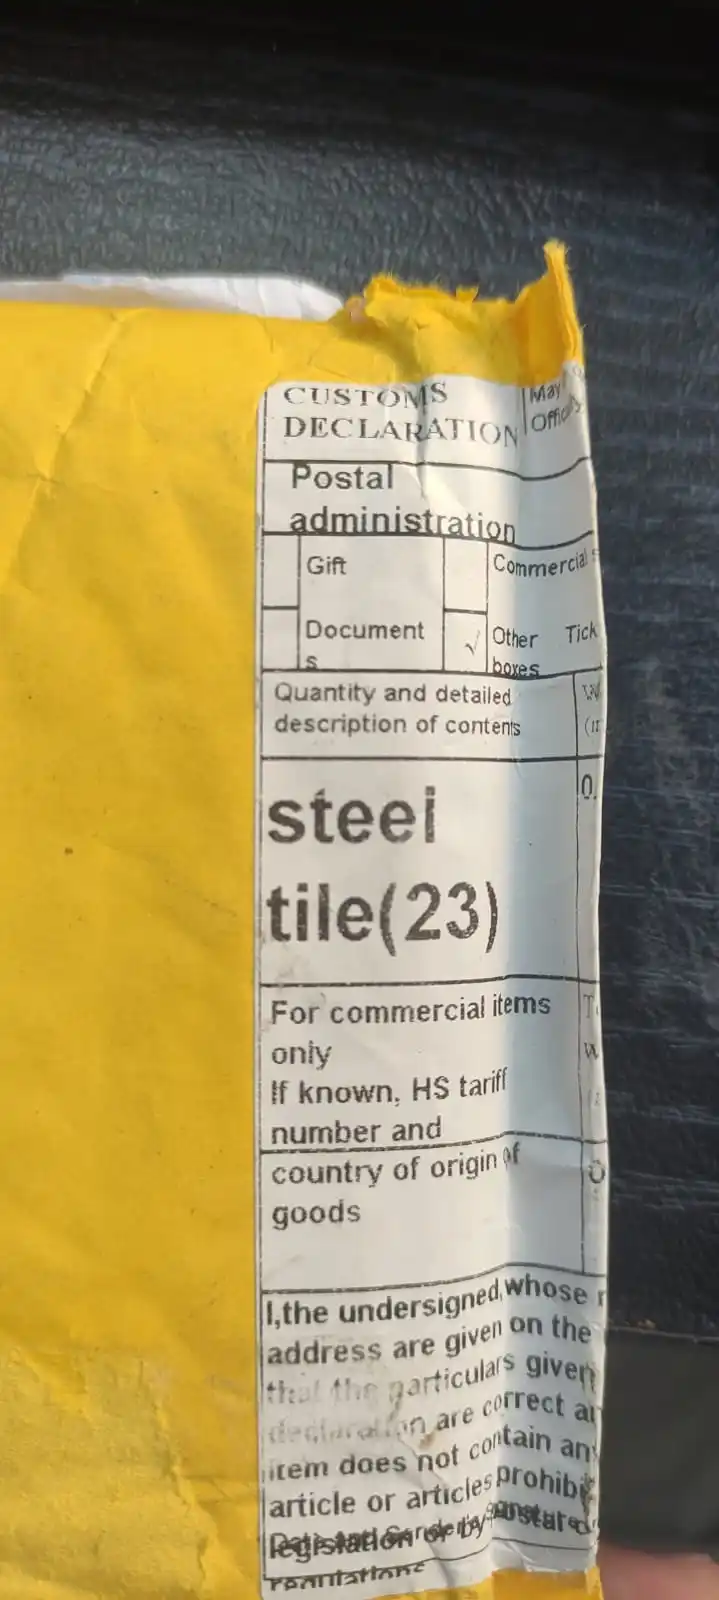 CUSTOMS
DECLARATION
May
Postal
administration
Gift
Commercial
Document
s
√ Other
boxes
Tick
Quantity and detailed
description of contents
steel
tile(23)
0.
For commercial items
only
If known, HS tariff
number and
country of origin of
goods
I,the undersigned,whose
address are given on the
that the particulars given
declaration are correct
item does not contain
article or articles
legislation or by
regulations